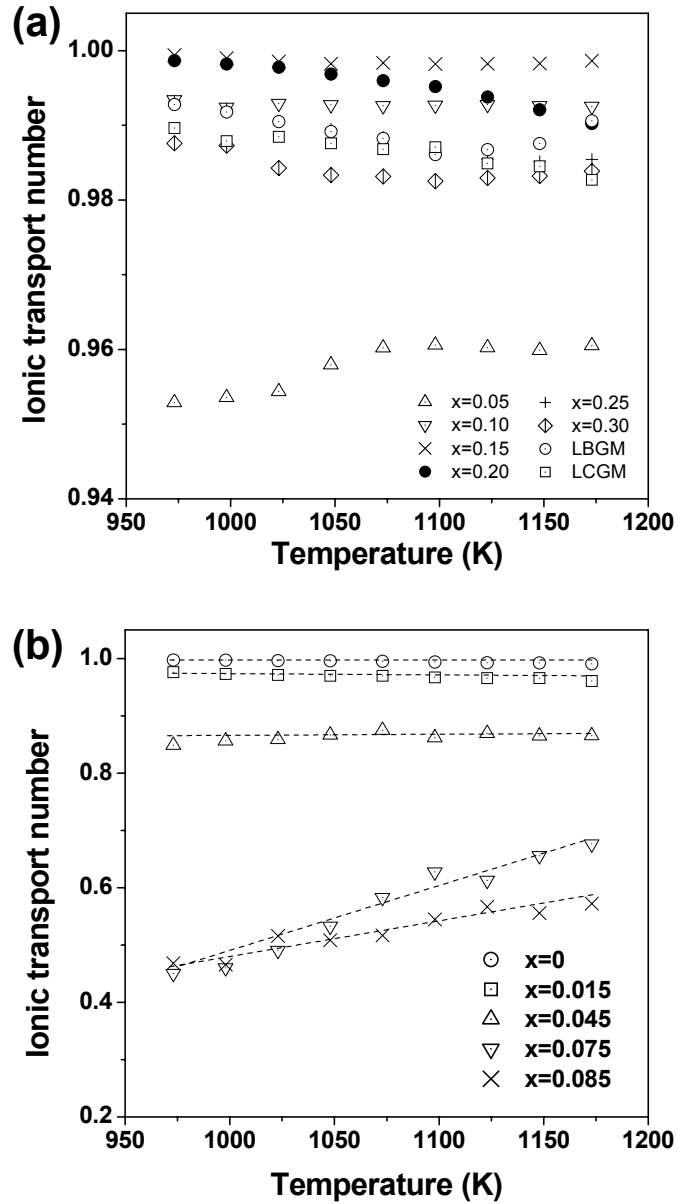 (a)
Ionic transport number
1.00
0.98
0.96
0.94
x=0.05 x=0.25
x=0.10 x=0.30
x=0.15 LBGM
x=0.20 LCGM
950 1000 1050 1100 1150 1200
Temperature (K)
(b)
Ionic transport number
1.0
0.8
0.6
0.4
0.2
x=0
x=0.015
x=0.045
x=0.075
x=0.085
950 1000 1050 1100 1150 1200
Temperature (K)